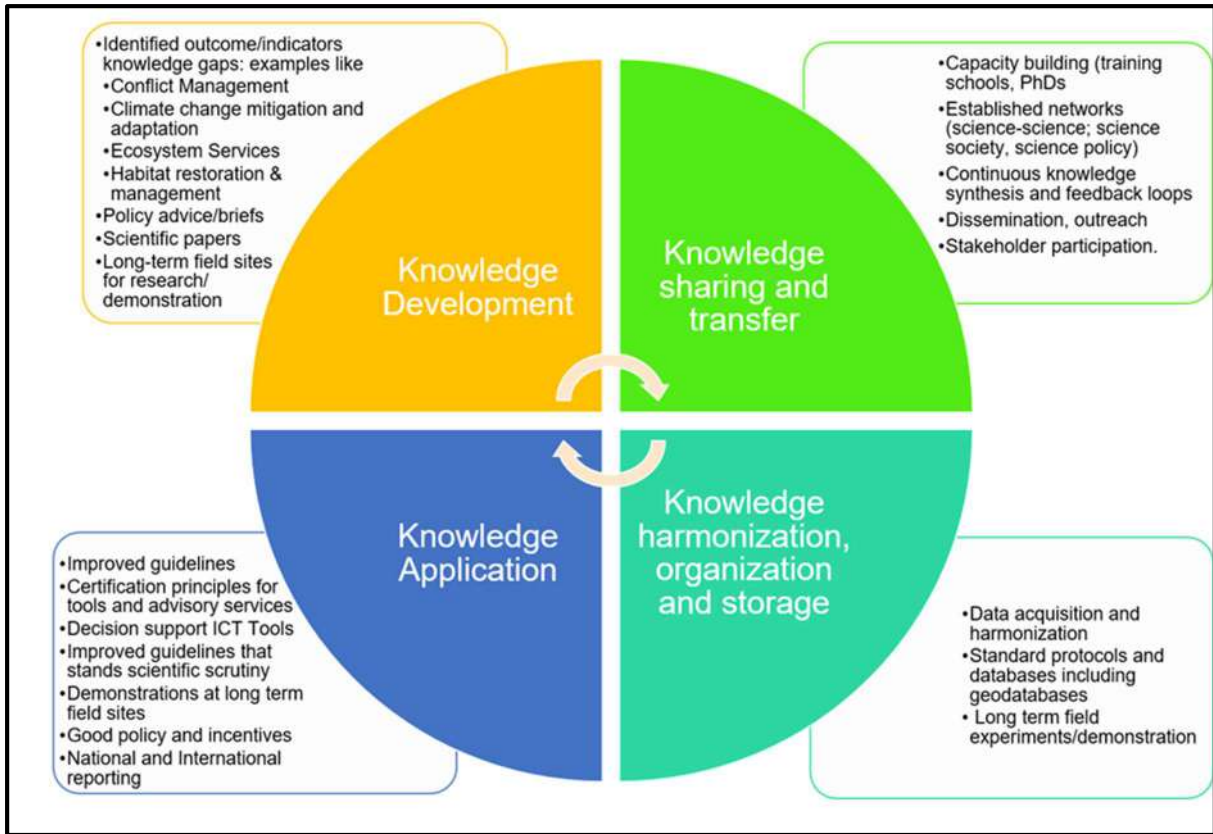 •Identified outcome/indicators
knowledge gaps: examples like
•Conflict Management
•Climate change mitigation and
adaptation
•Ecosystem Services
•Habitat restoration &
management
•Policy advice/briefs
•Scientific papers
•Long-term field sites
for research/
demonstration
Knowledge
Development
•Capacity building (training
schools, PhDs
•Established networks
(science-science; science
society, science policy)
•Continuous knowledge
synthesis and feedback loops
•Dissemination, outreach
•Stakeholder participation.
Knowledge
sharing and
transfer
•Improved guidelines
•Certification principles for
tools and advisory services
•Decision support ICT Tools
•Improved guidelines that
stands scientific scrutiny
•Demonstrations at long term
field sites
•Good policy and incentives
•National and International
reporting
Knowledge
Application
Knowledge
harmonization,
organization
and storage
•Data acquisition and
harmonization
•Standard protocols and
databases including
geodatabases
• Long term field
experiments/demonstration